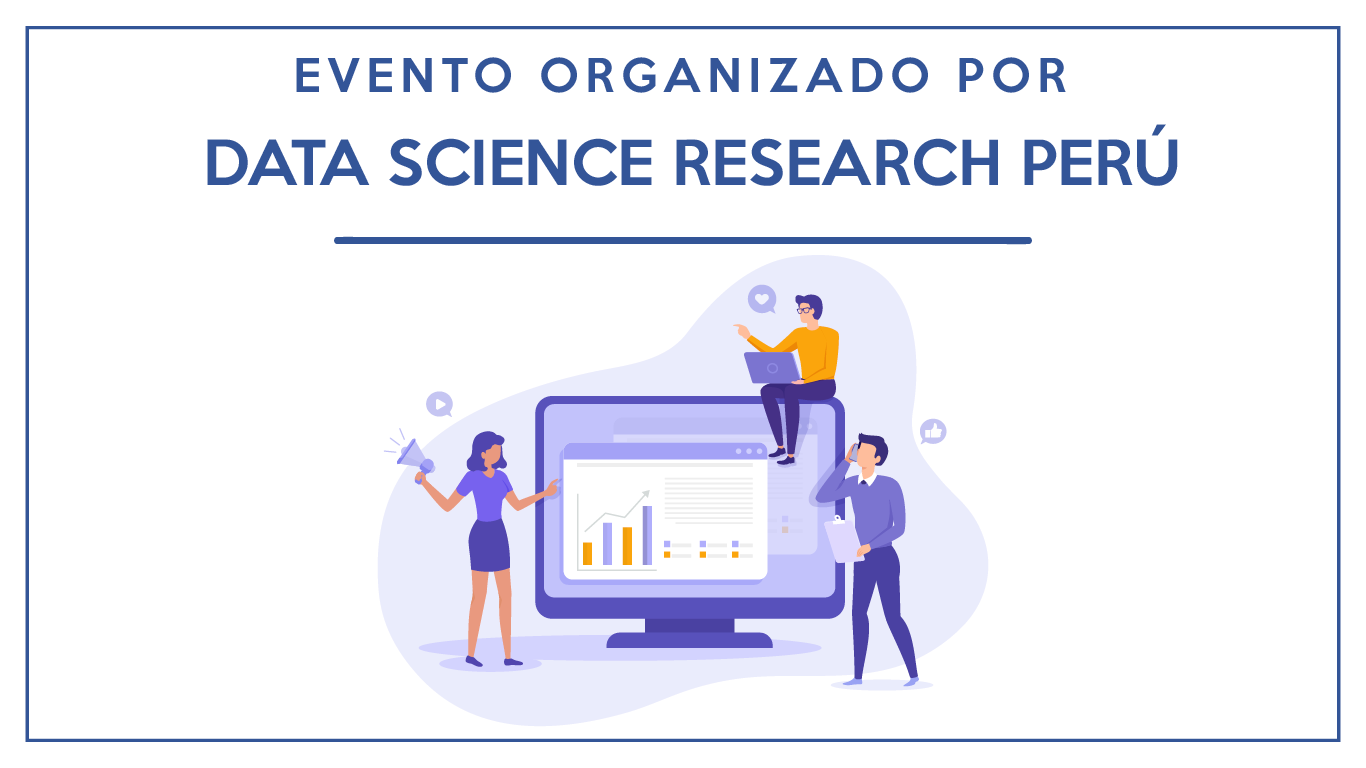 EVENTO ORGANIZADO POR
DATA SCIENCE RESEARCH PERÚ